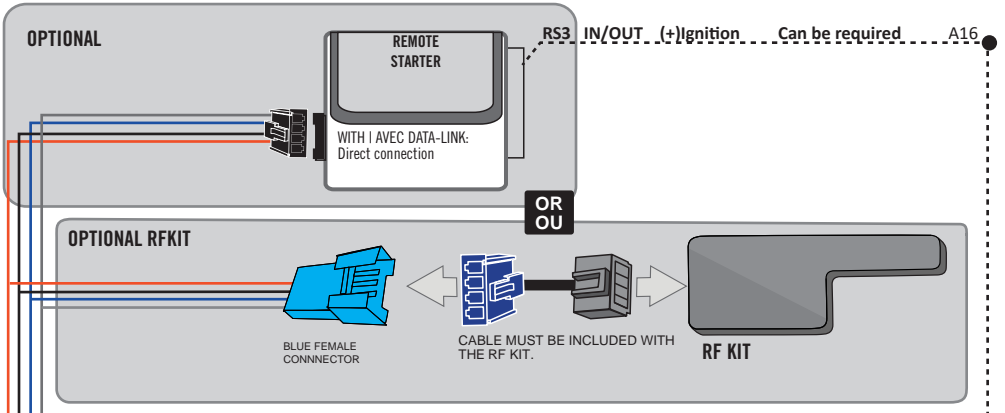 OPTIONAL
REMOTE
STARTER
RS3 IN/OUT (+)Ignition Can be required A16
WITH | AVEC DATA-LINK:
Direct connection
OR
OU
OPTIONAL RFKIT
BLUE FEMALE
CONNNECTOR
CABLE MUST BE INCLUDED WITH
THE RF KIT.
RF KIT